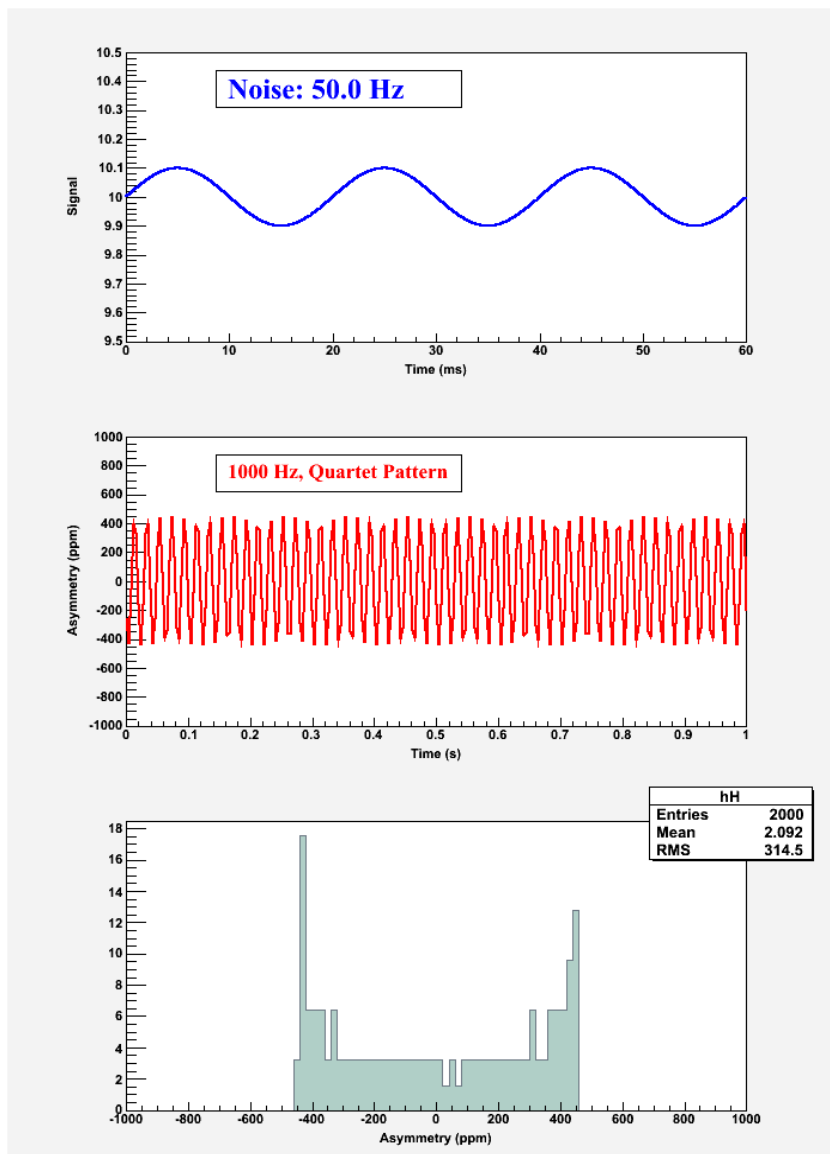 10.5
10.4
10.3
10.2
10.1
10
9.9
9.8
9.7
9.6
9.5
Signal
Noise: 50.0 Hz
0 10 20 30 40 50 60
Time (ms)
1000
800
600
400
200
0
-200
-400
-600
-800
-1000
Asymmetry (ppm)
1000 Hz, Quartet Pattern
0 0.1 0.2 0.3 0.4 0.5 0.6 0.7 0.8 0.9 1
Time (s)
hH
Entries 2000
Mean 2.092
RMS 314.5
18
16
14
12
10
8
6
4
2
0
-1000 -800 -600 -400 -200 0 200 400 600 800 1000
Asymmetry (ppm)